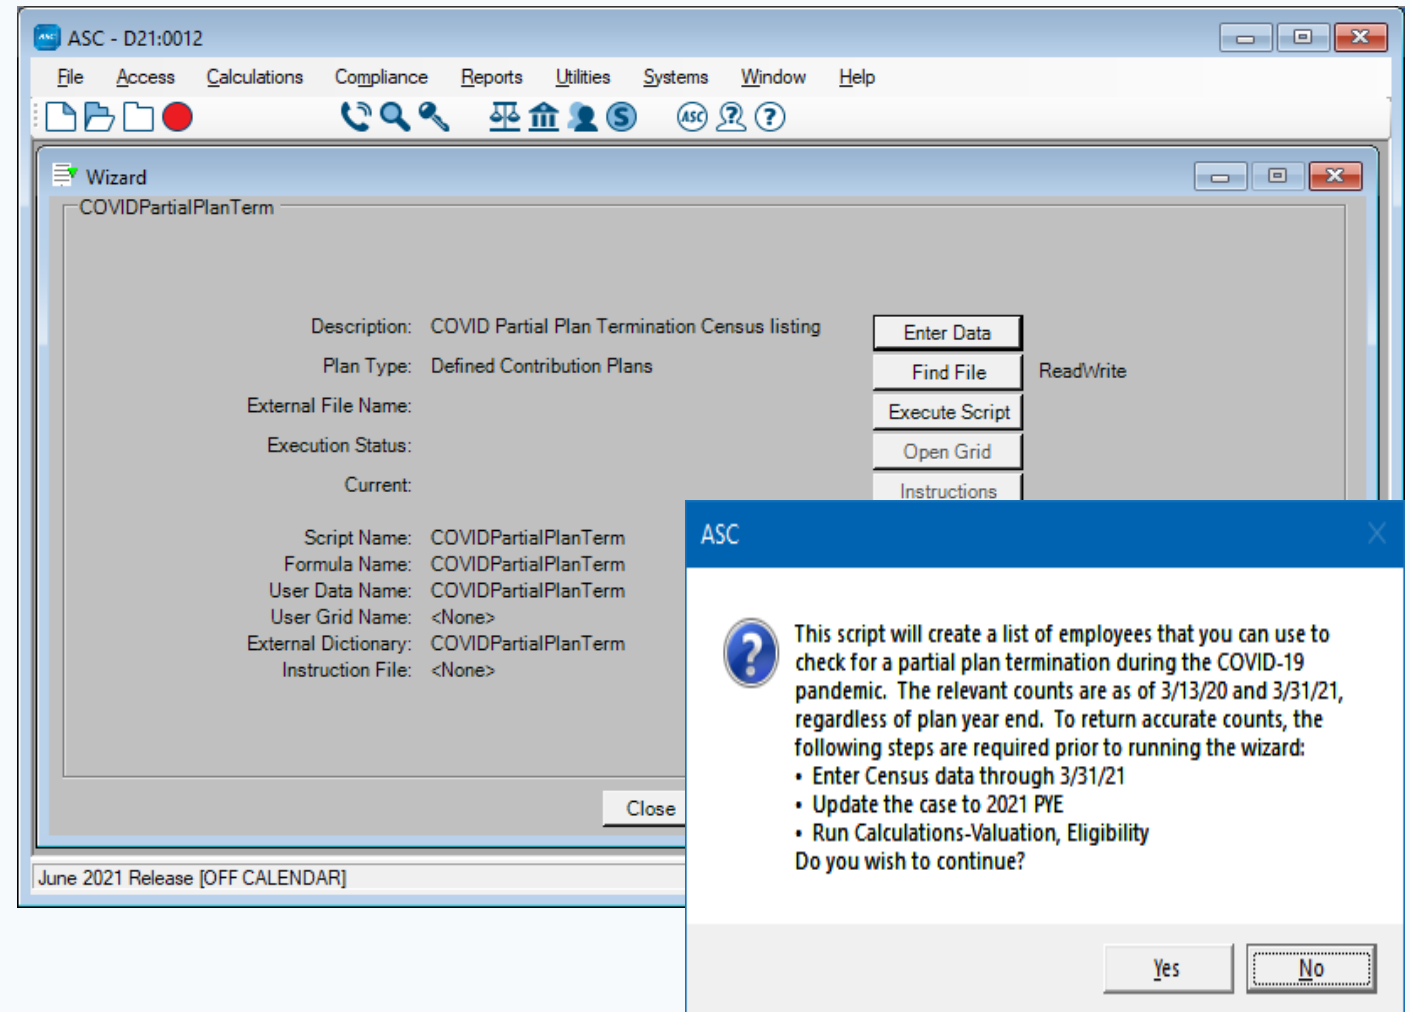 ASC - D21:0012
File Access Calculations Compliance Reports Utilities Systems Window Help
ASC
Wizard
COVIDPartialPlanTerm
Description: COVID Partial Plan Termination Census listing
Enter Data
Plan Type: Defined Contribution Plans
Find File ReadWrite
External File Name:
Execute Script
Execution Status:
Open Grid
Current:
Instructions
Script Name: COVIDPartialPlanTerm
Formula Name: COVIDPartialPlanTerm
User Data Name: COVIDPartialPlanTerm
User Grid Name: <None>
External Dictionary: COVIDPartialPlanTerm
Instruction File: <None>
Close
June 2021 Release [OFF CALENDAR]
ASC
This script will create a list of employees that you can use to
check for a partial plan termination during the COVID-19
pandemic. The relevant counts are as of 3/13/20 and 3/31/21,
regardless of plan year end. To return accurate counts, the
following steps are required prior to running the wizard:
• Enter Census data through 3/31/21
• Update the case to 2021 PYE
• Run Calculations-Valuation, Eligibility
Do you wish to continue?
Yes No